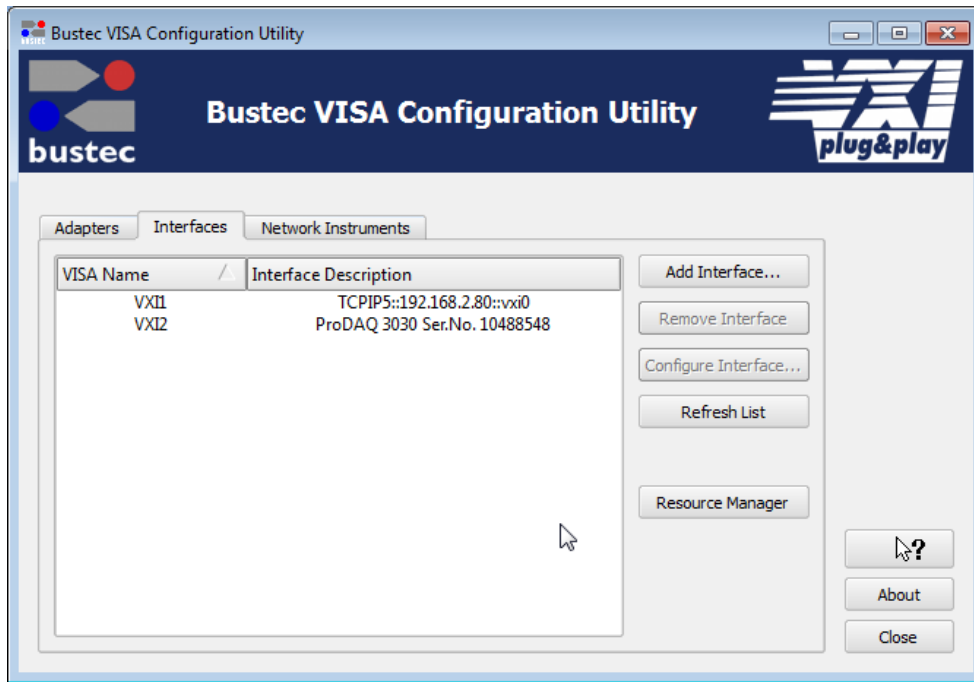 Bustec VISA Configuration Utility
Bustec VISA Configuration Utility
bustec
VXI
plug&play
Adapters Interfaces Network Instruments
VISA Name Interface Description
VXI1 TCPIP5::192.168.2.80::vxi0
VXI2 ProDAQ 3030 Ser.No. 10488548
Add Interface...
Remove Interface
Configure Interface...
Refresh List
Resource Manager
?
About
Close